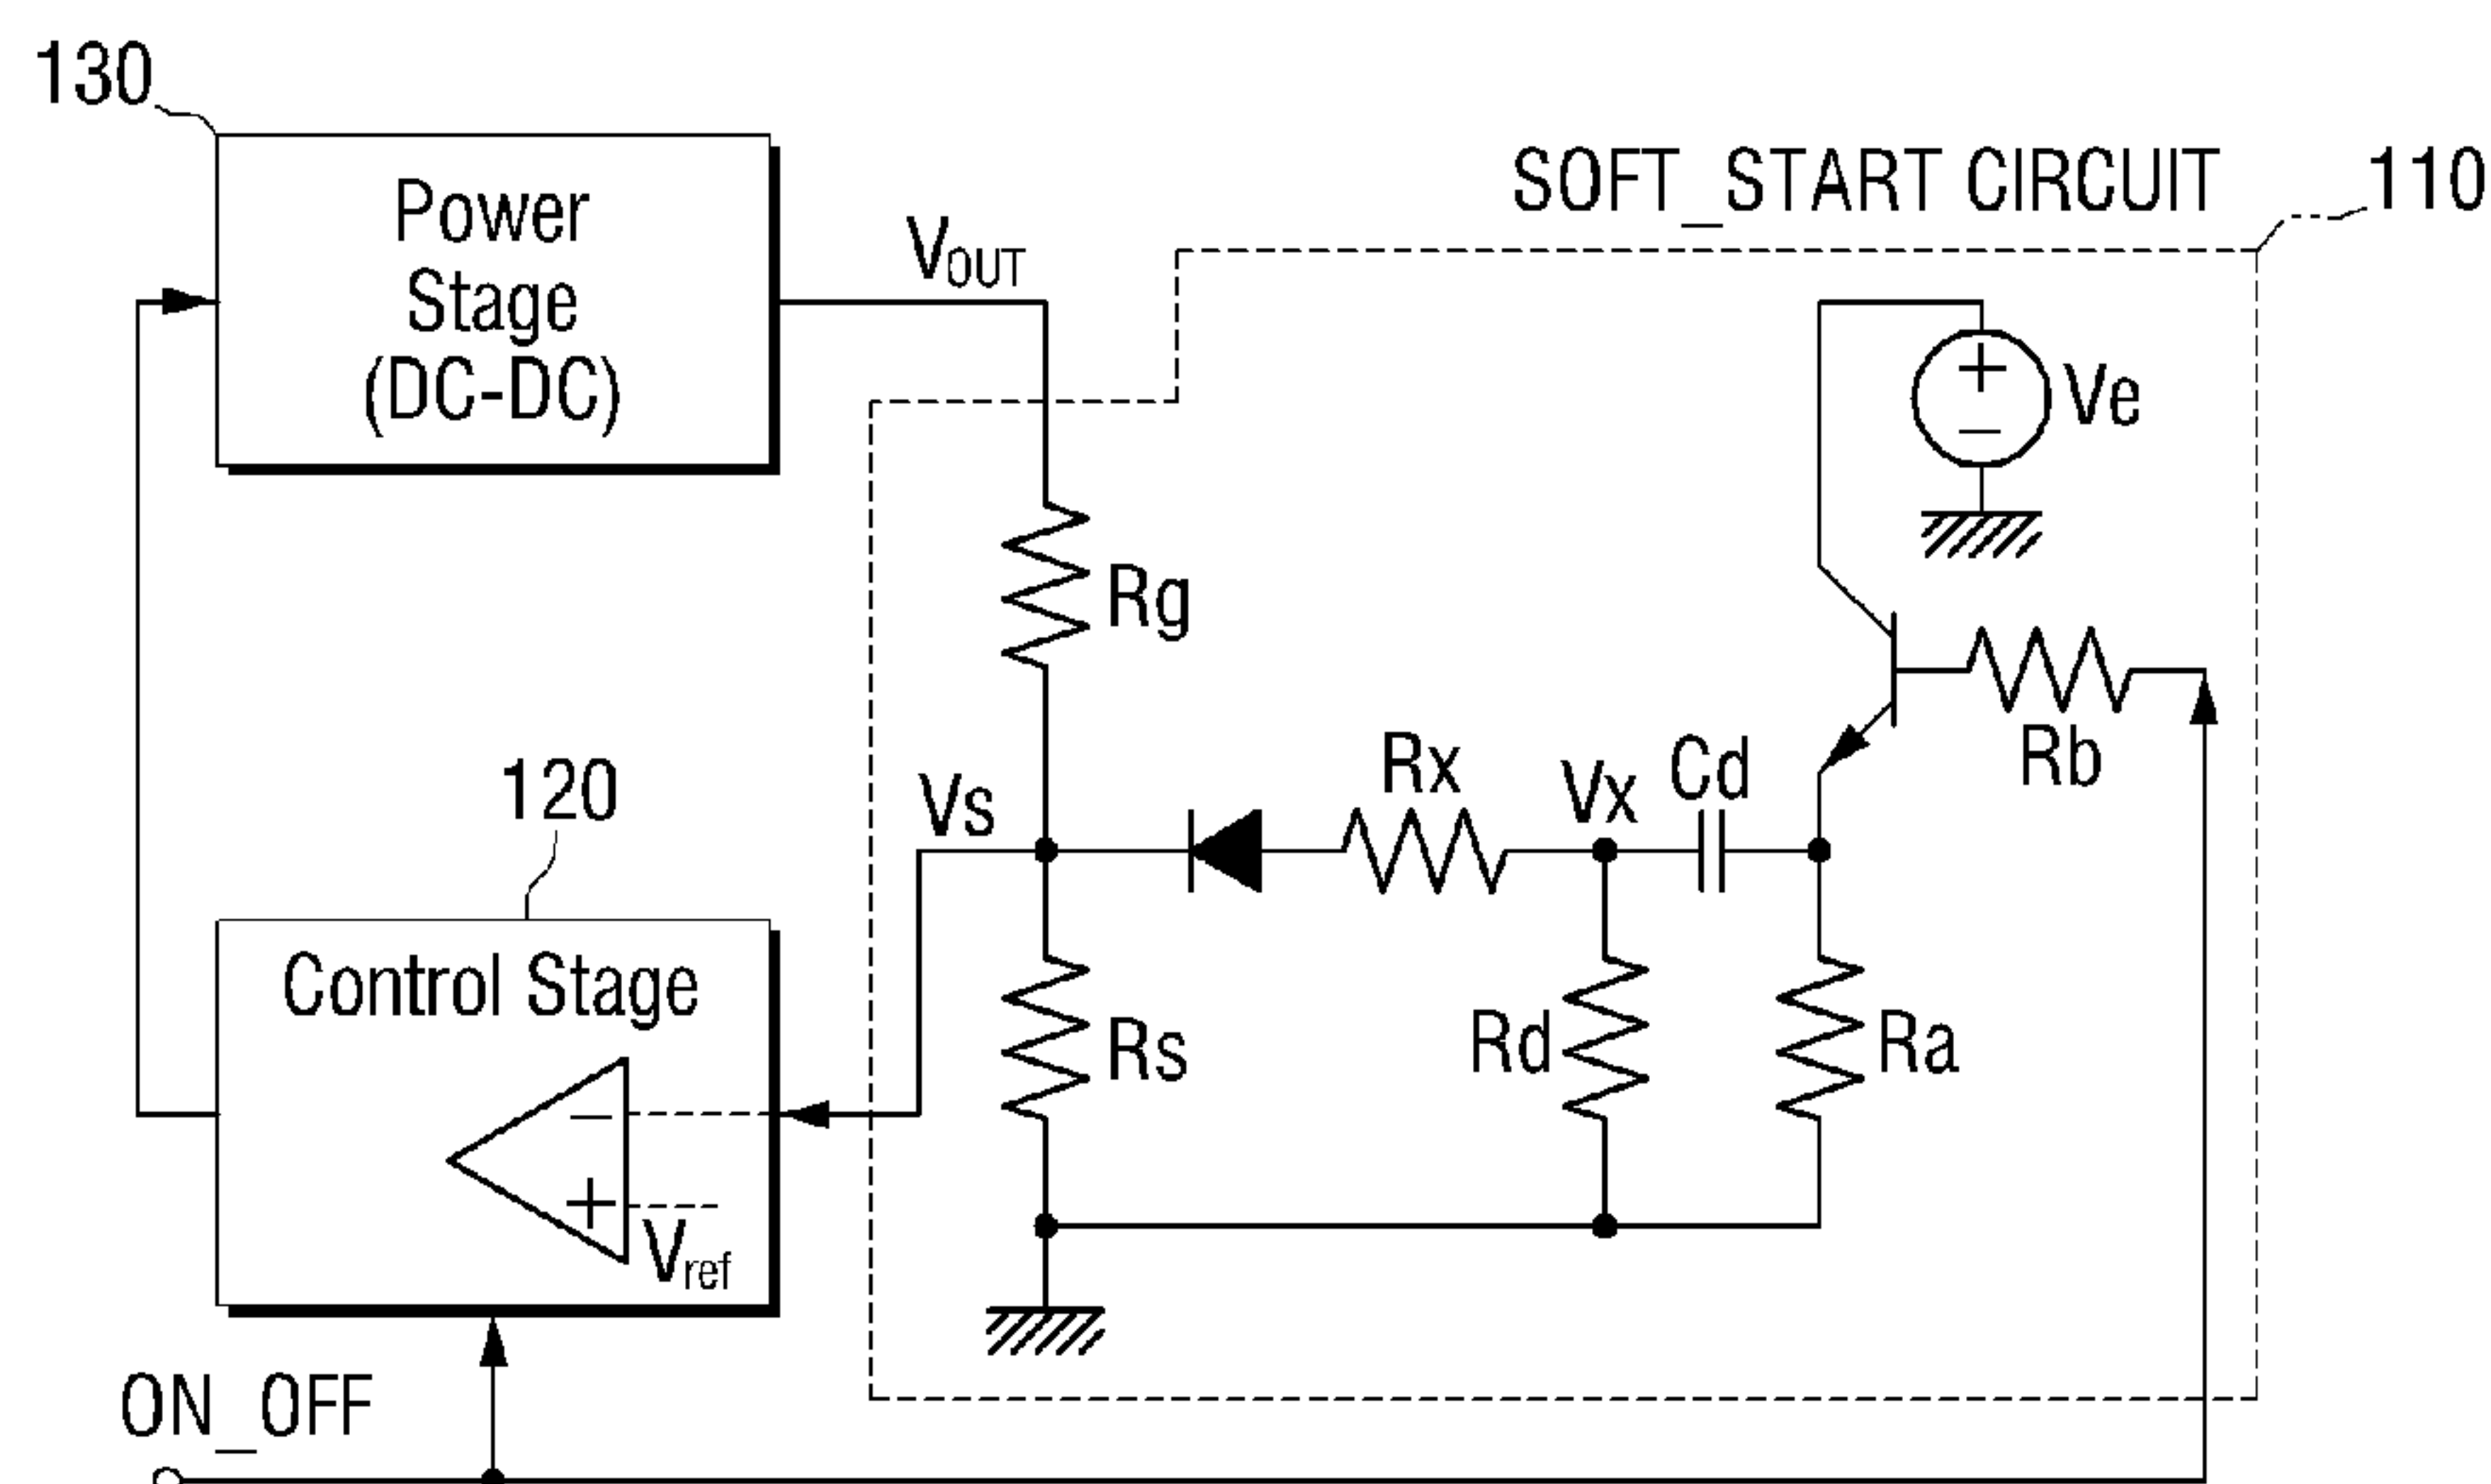 130
Power
Stage
(DC-DC)
VOUT
SOFT_START CIRCUIT
110
+
−
Ve
Rg
Rb
Rx
Vx
Cd
Vs
120
Control Stage
−
+
Vref
Rs
Rd
Ra
ON_OFF